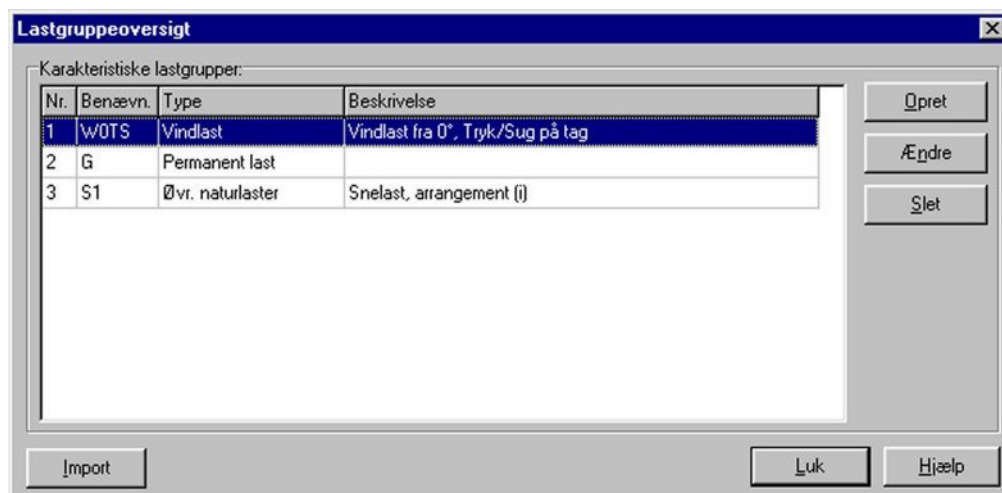 Lastgruppeoversigt
Karakteristiske lastgrupper:
Nr. Benævn. Type Beskrivelse
1 W0TS Vindlast Vindlast fra 0°, Tryk/Sug på tag
2 G Permanent last
3 S1 Øvr. naturlaster Snelast, arrangement (i)
Opret
Ændre
Slet
Import Luk Hjælp